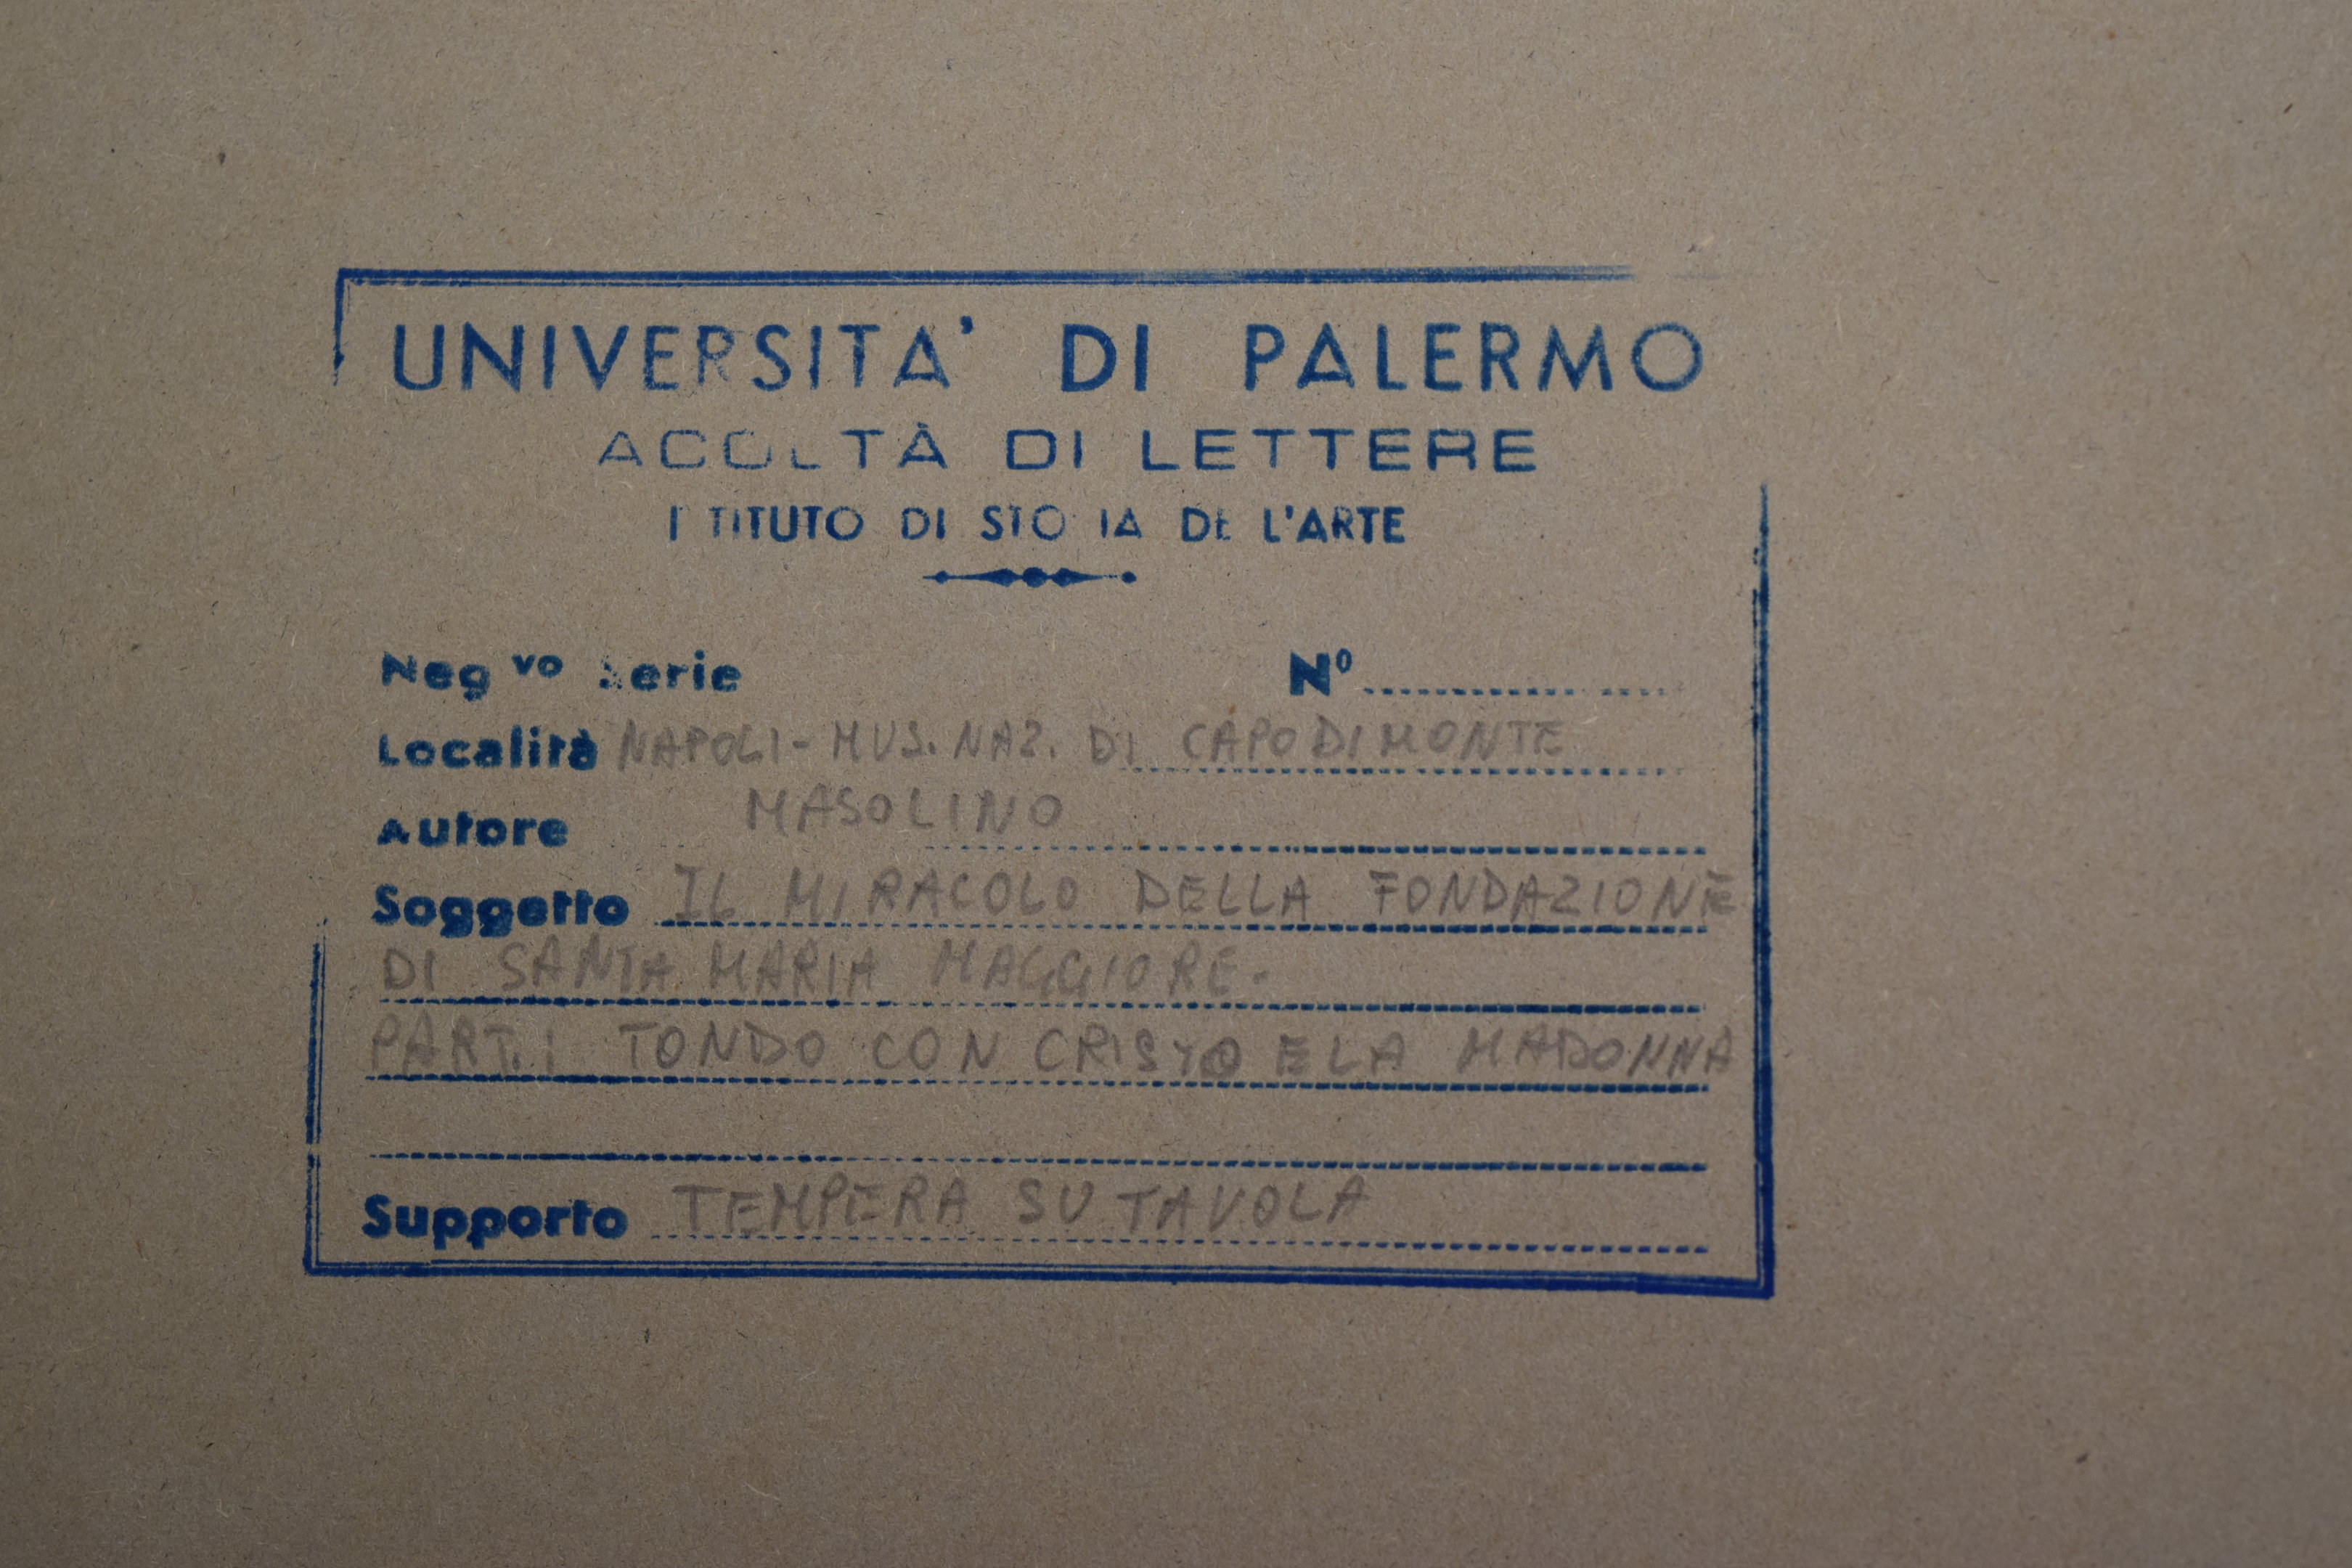 UNIVERSITA' DI PALERMO
ACOLTÀ DI LETTERE
I TITUTO DI STO IA DE L'ARTE
Neg vo Serie Nº
Località NAPOLI - MUS. NAZ. DI CAPODIMONTE
Autore MASOLINO
Soggetto IL MIRACOLO DELLA FONDAZIONE
DI SANTA MARIA MAGGIORE.
PART.: TONDO CON CRISTO E LA MADONNA
Supporto TEMPERA SU TAVOLA